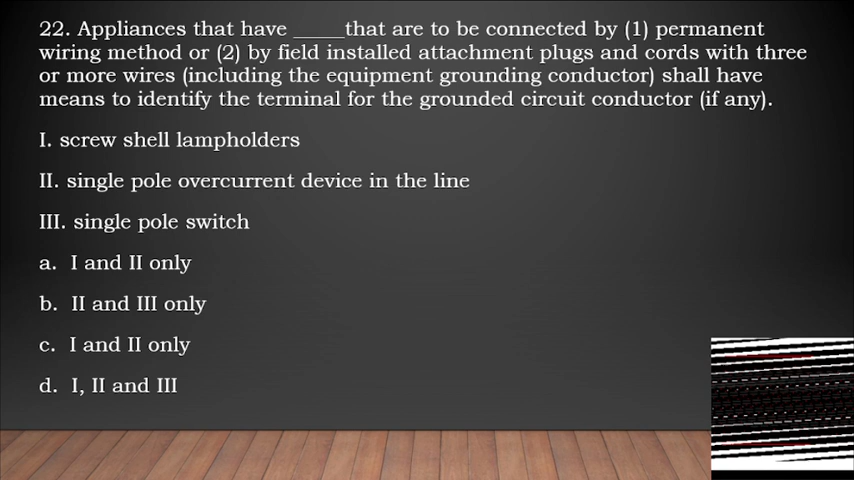 22. Appliances that have _____that are to be connected by (1) permanent
wiring method or (2) by field installed attachment plugs and cords with three
or more wires (including the equipment grounding conductor) shall have
means to identify the terminal for the grounded circuit conductor (if any).
I. screw shell lampholders
II. single pole overcurrent device in the line
III. single pole switch
a. I and II only
b. II and III only
c. I and II only
d. I, II and III